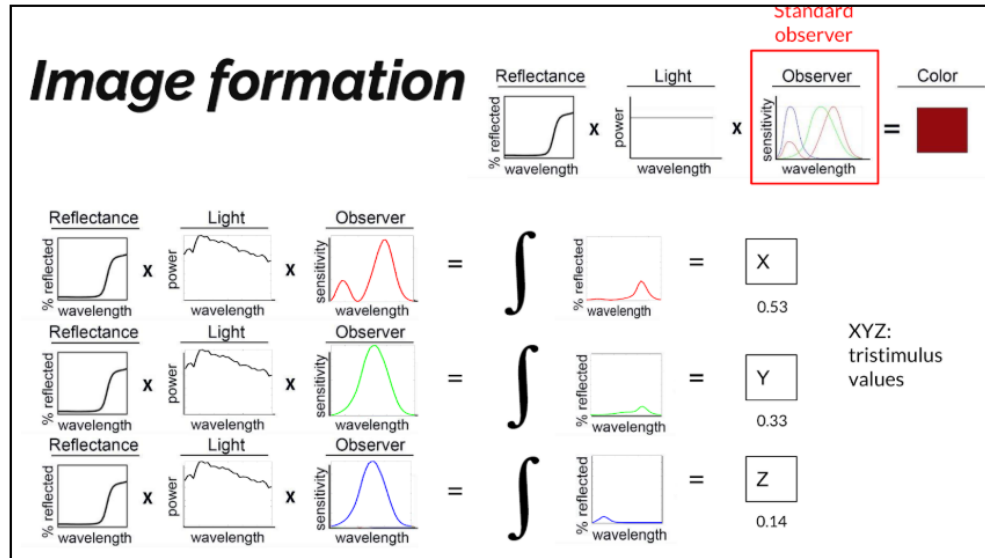 Standard
observer
Image formation
Reflectance Light Observer Color
% reflected x power x sensitivity =
wavelength wavelength wavelength
Reflectance Light Observer
% reflected x power x sensitivity = ∫ % reflected = X
wavelength wavelength wavelength wavelength
0.53
Reflectance Light Observer
% reflected x power x sensitivity = ∫ % reflected = Y
wavelength wavelength wavelength wavelength
0.33
XYZ:
tristimulus
values
Reflectance Light Observer
% reflected x power x sensitivity = ∫ % reflected = Z
wavelength wavelength wavelength wavelength
0.14